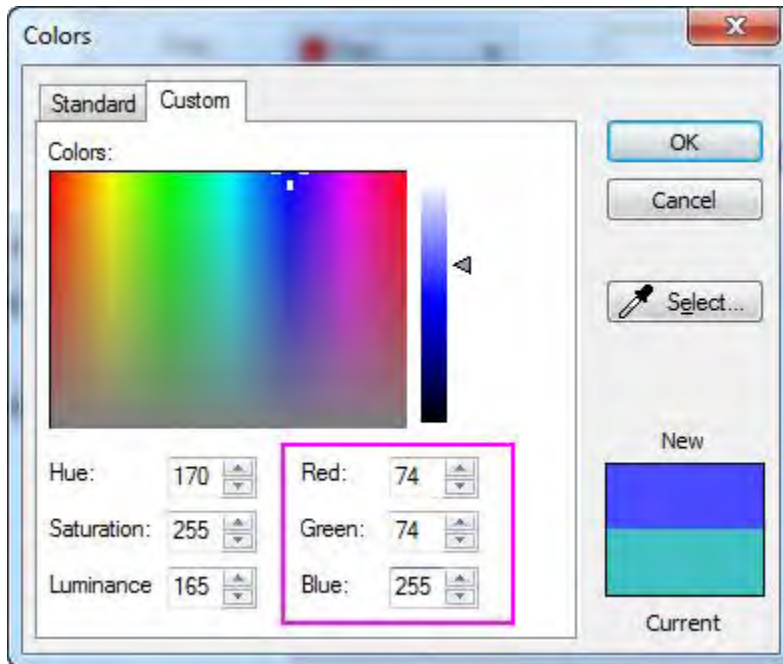 Colors
Standard Custom
Colors:
OK
Cancel
Select...
Hue: 170 Red: 74
Saturation: 255 Green: 74
Luminance 165 Blue: 255
New
Current